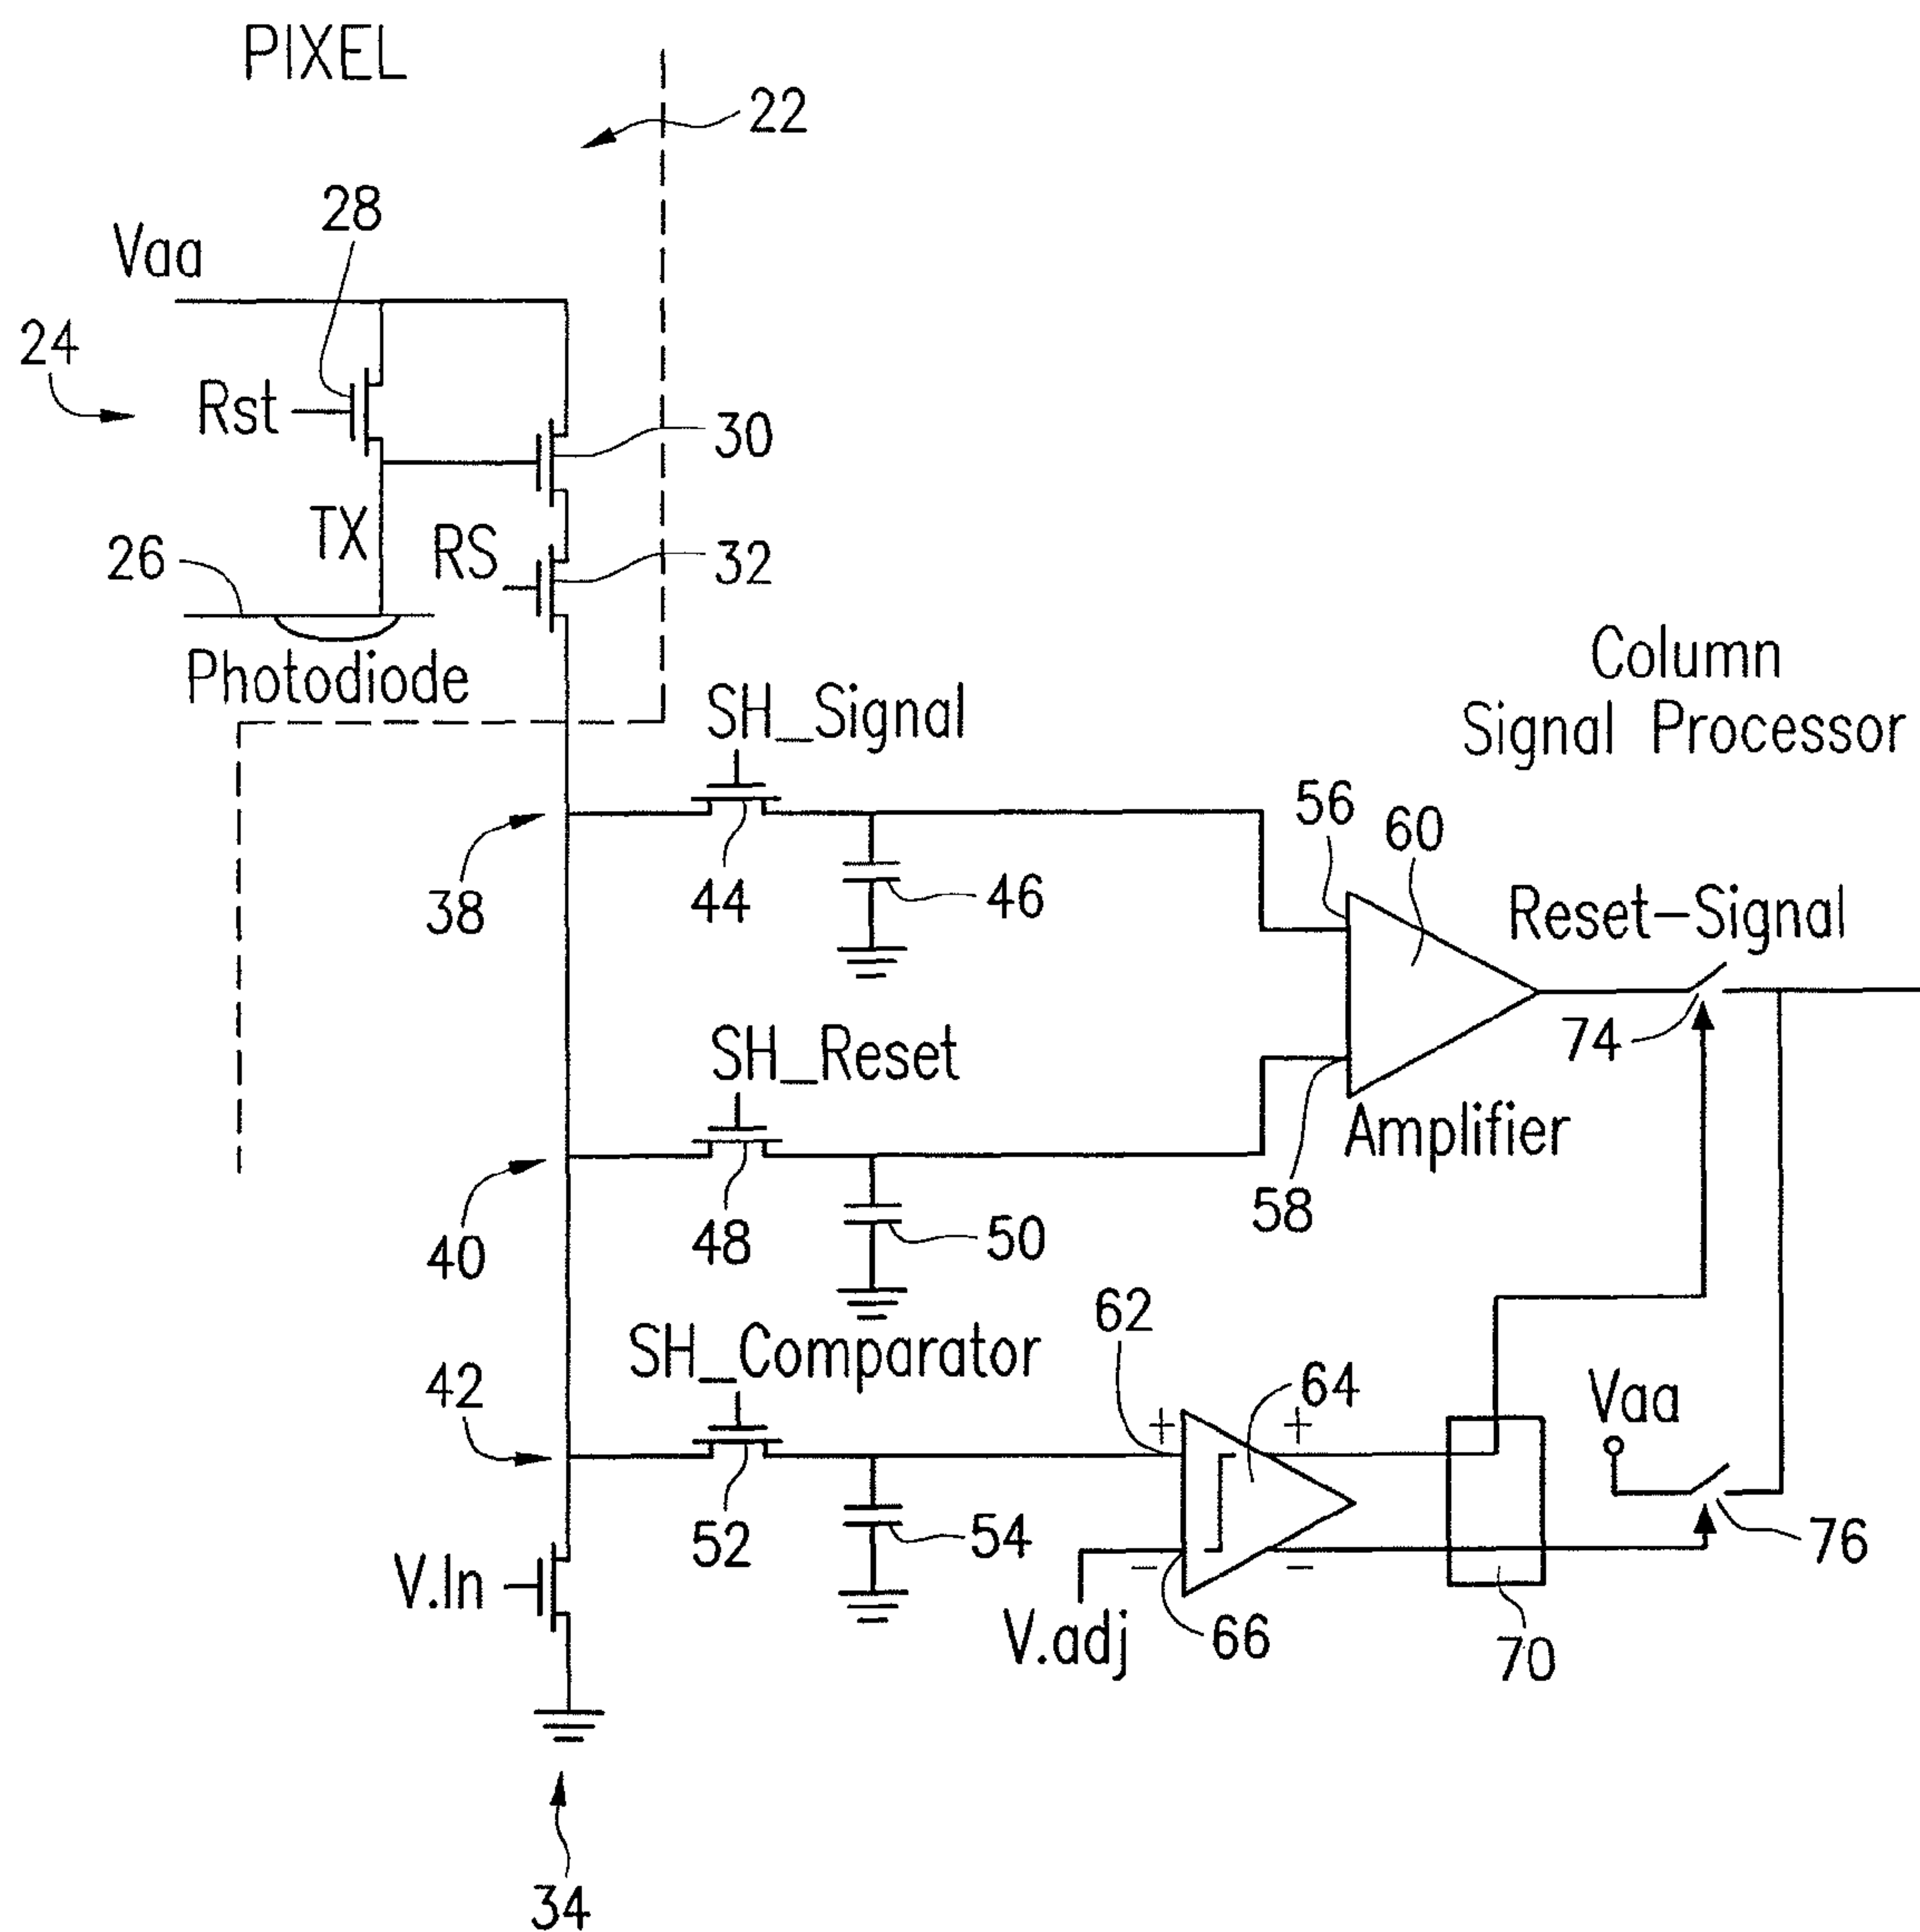 PIXEL
22
28
Vaa
24
Rst
30
TX
RS
32
26
Photodiode
Column
Signal Processor
SH_Signal
56
60
38
44
46
Reset-Signal
SH_Reset
74
Amplifier
58
40
48
50
62
SH_Comparator
42
+
64
+
Vaa
52
54
76
V.In
-
-
V.adj
66
70
34